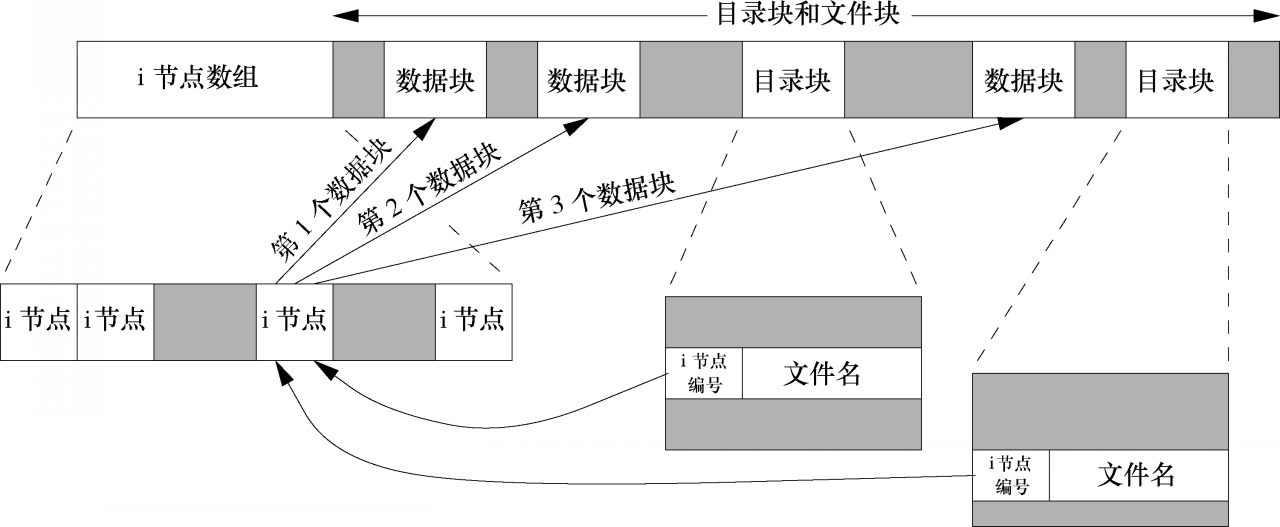 目录块和文件块
i 节点数组
数据块
数据块
目录块
数据块
目录块
第 1 个数据块
第 2 个数据块
第 3 个数据块
i 节点
i节点
i 节点
i 节点
i 节点
编号
文件名
i节点
编号
文件名